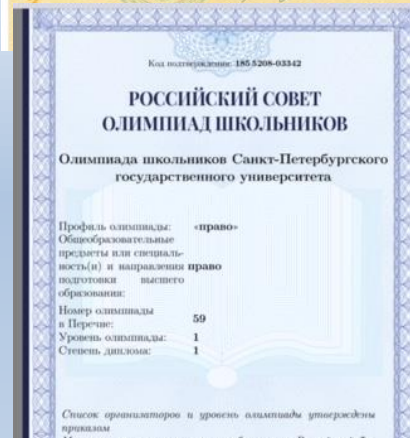 Код подтверждения 185 5208-03342
РОССИЙСКИЙ СОВЕТ
ОЛИМПИАД ШКОЛЬНИКОВ
Олимпиада школьников Санкт-Петербургского
государственного университета
Профиль олимпиады: «право»
Общеобразовательные
предметы или специаль-
ность(и) и направления право
подготовки высшего
образования:
Номер олимпиады
в Перечне: 59
Уровень олимпиады: 1
Степень диплома: 1
Список организаторов и уровень олимпиады утверждены
приказом